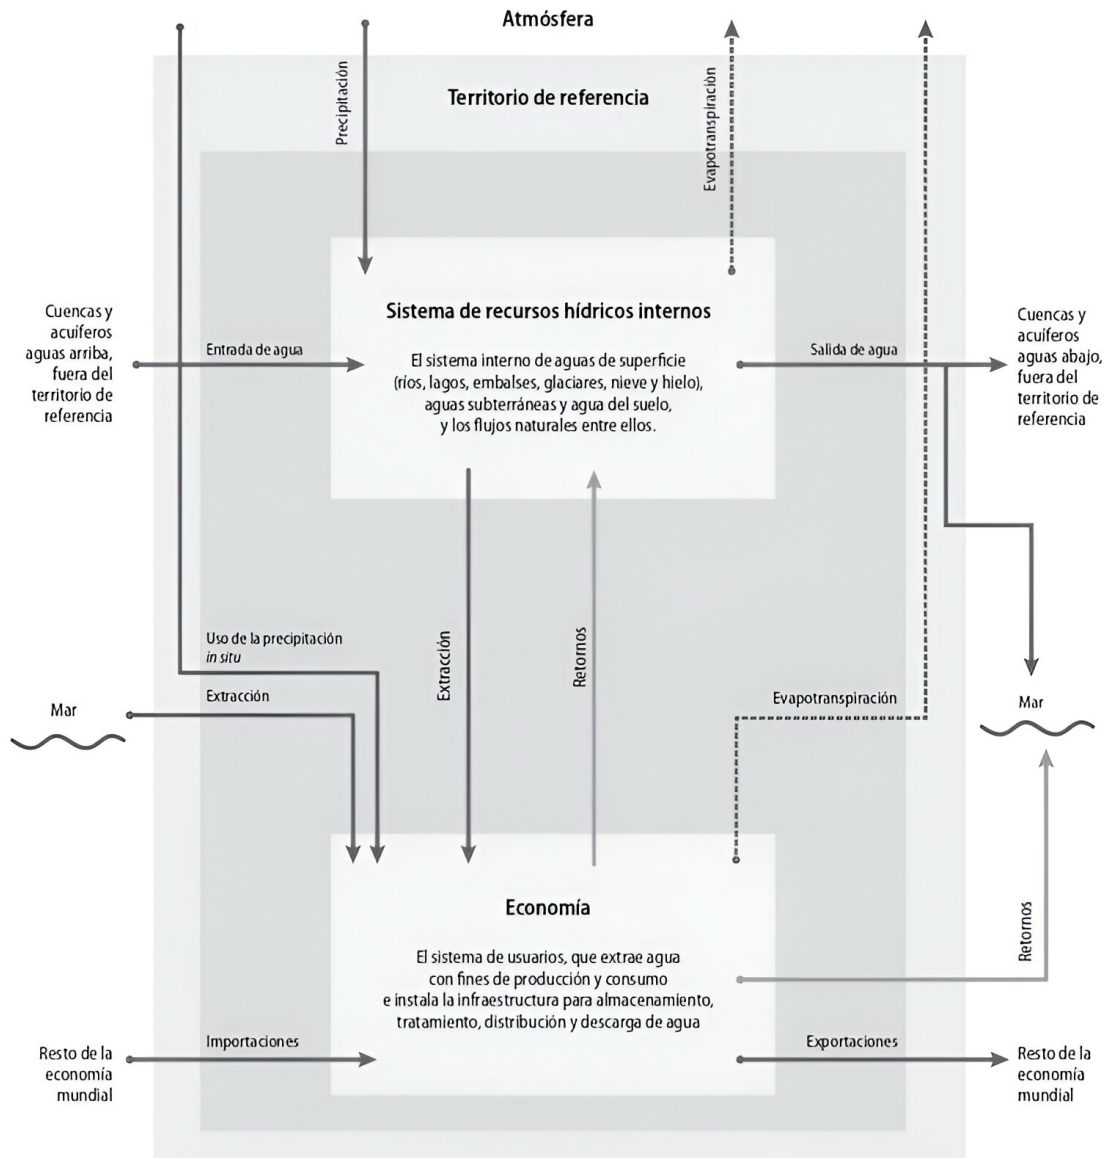 Atmósfera
Territorio de referencia
Precipitación
Evapotranspiración
Sistema de recursos hídricos internos
El sistema interno de aguas de superficie
(ríos, lagos, embalses, glaciares, nieve y hielo),
aguas subterráneas y agua del suelo,
y los flujos naturales entre ellos.
Cuencas y
acuíferos
aguas arriba,
fuera del
territorio de
referencia
Entrada de agua
Salida de agua
Cuencas y
acuíferos
aguas abajo,
fuera del
territorio de
referencia
Uso de la precipitación
in situ
Extracción
Mar
Extracción
Retornos
Evapotranspiración
Mar
Economía
El sistema de usuarios, que extrae agua
con fines de producción y consumo
e instala la infraestructura para almacenamiento,
tratamiento, distribución y descarga de agua
Retornos
Importaciones
Resto de la
economía
mundial
Exportaciones
Resto de la
economía
mundial